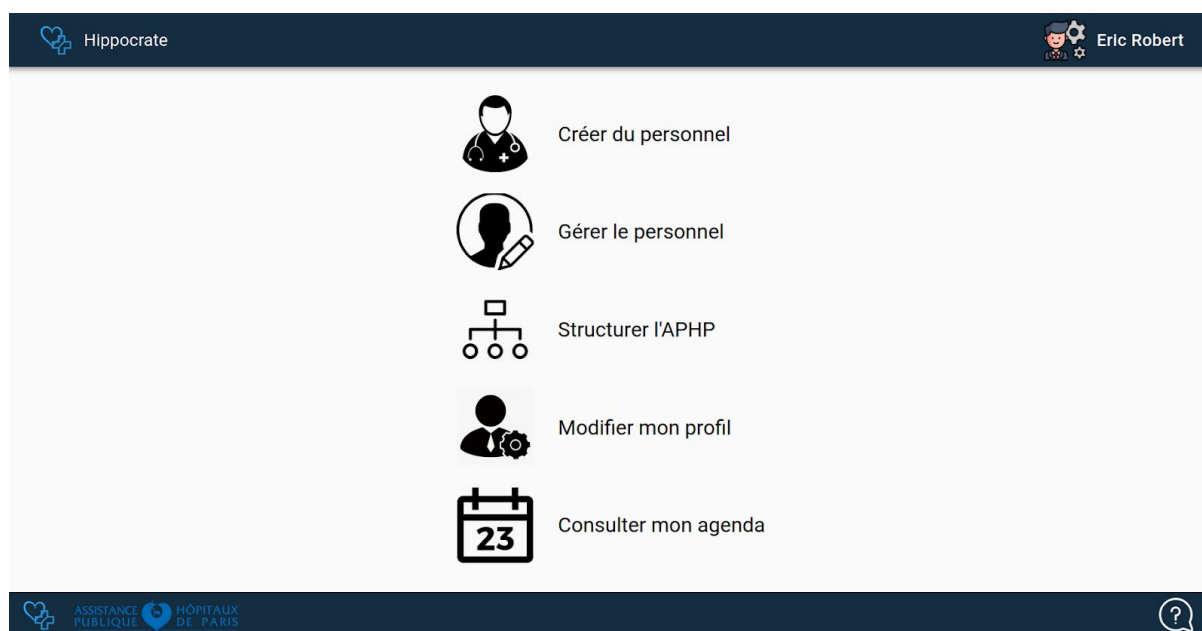 Hippocrate
Eric Robert
Créer du personnel
Gérer le personnel
Structurer l'APHP
Modifier mon profil
23
Consulter mon agenda
ASSISTANCE HÔPITAUX
PUBLIQUE DE PARIS
?